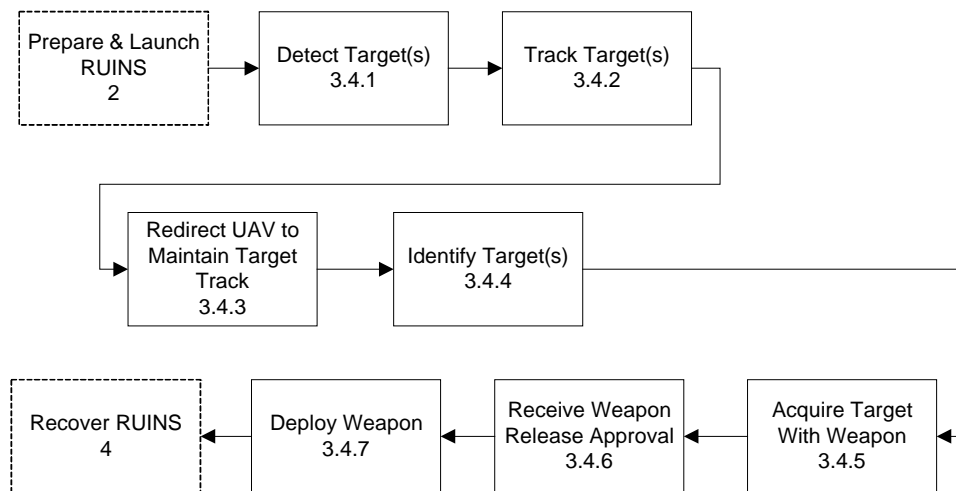 Prepare & Launch
RUINS
2
Detect Target(s)
3.4.1
Track Target(s)
3.4.2
Redirect UAV to
Maintain Target
Track
3.4.3
Identify Target(s)
3.4.4
Acquire Target
With Weapon
3.4.5
Receive Weapon
Release Approval
3.4.6
Deploy Weapon
3.4.7
Recover RUINS
4